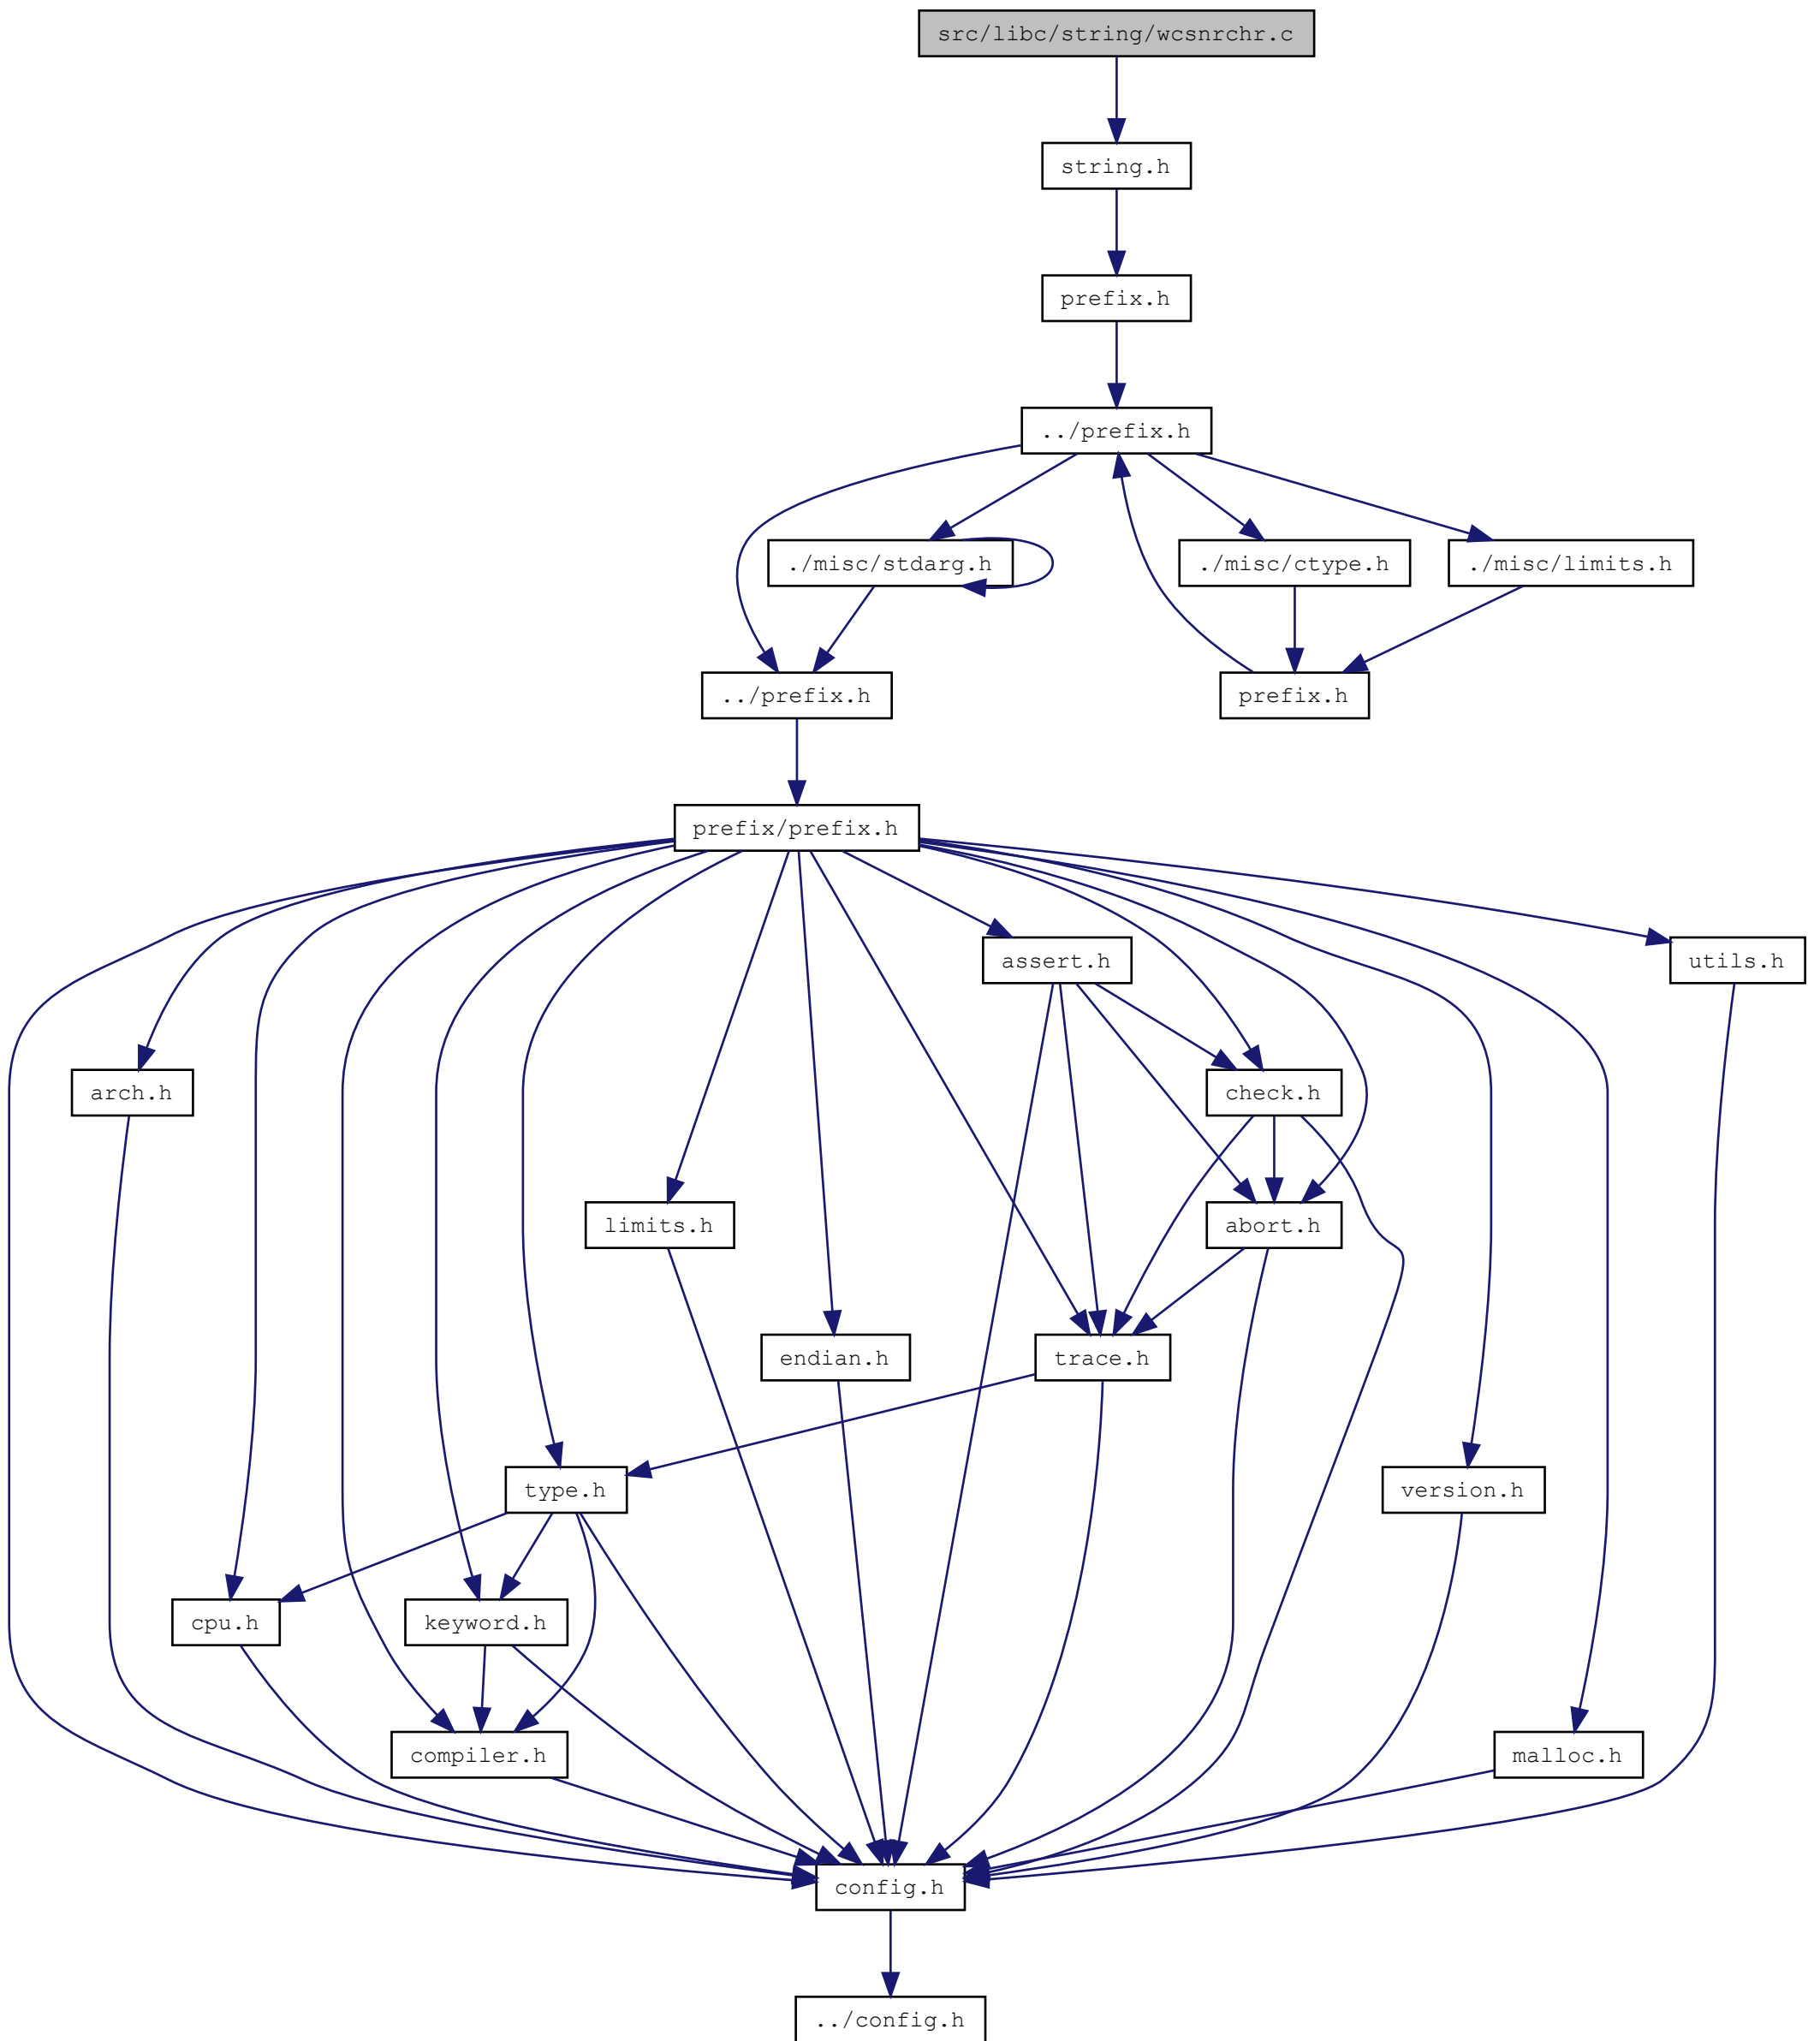 src/libc/string/wcsnrchr.c
string.h
prefix.h
../prefix.h
./misc/stdarg.h
./misc/ctype.h
./misc/limits.h
../prefix.h
prefix.h
prefix/prefix.h
assert.h
utils.h
arch.h
check.h
limits.h
abort.h
endian.h
trace.h
type.h
version.h
cpu.h
keyword.h
compiler.h
malloc.h
config.h
../config.h